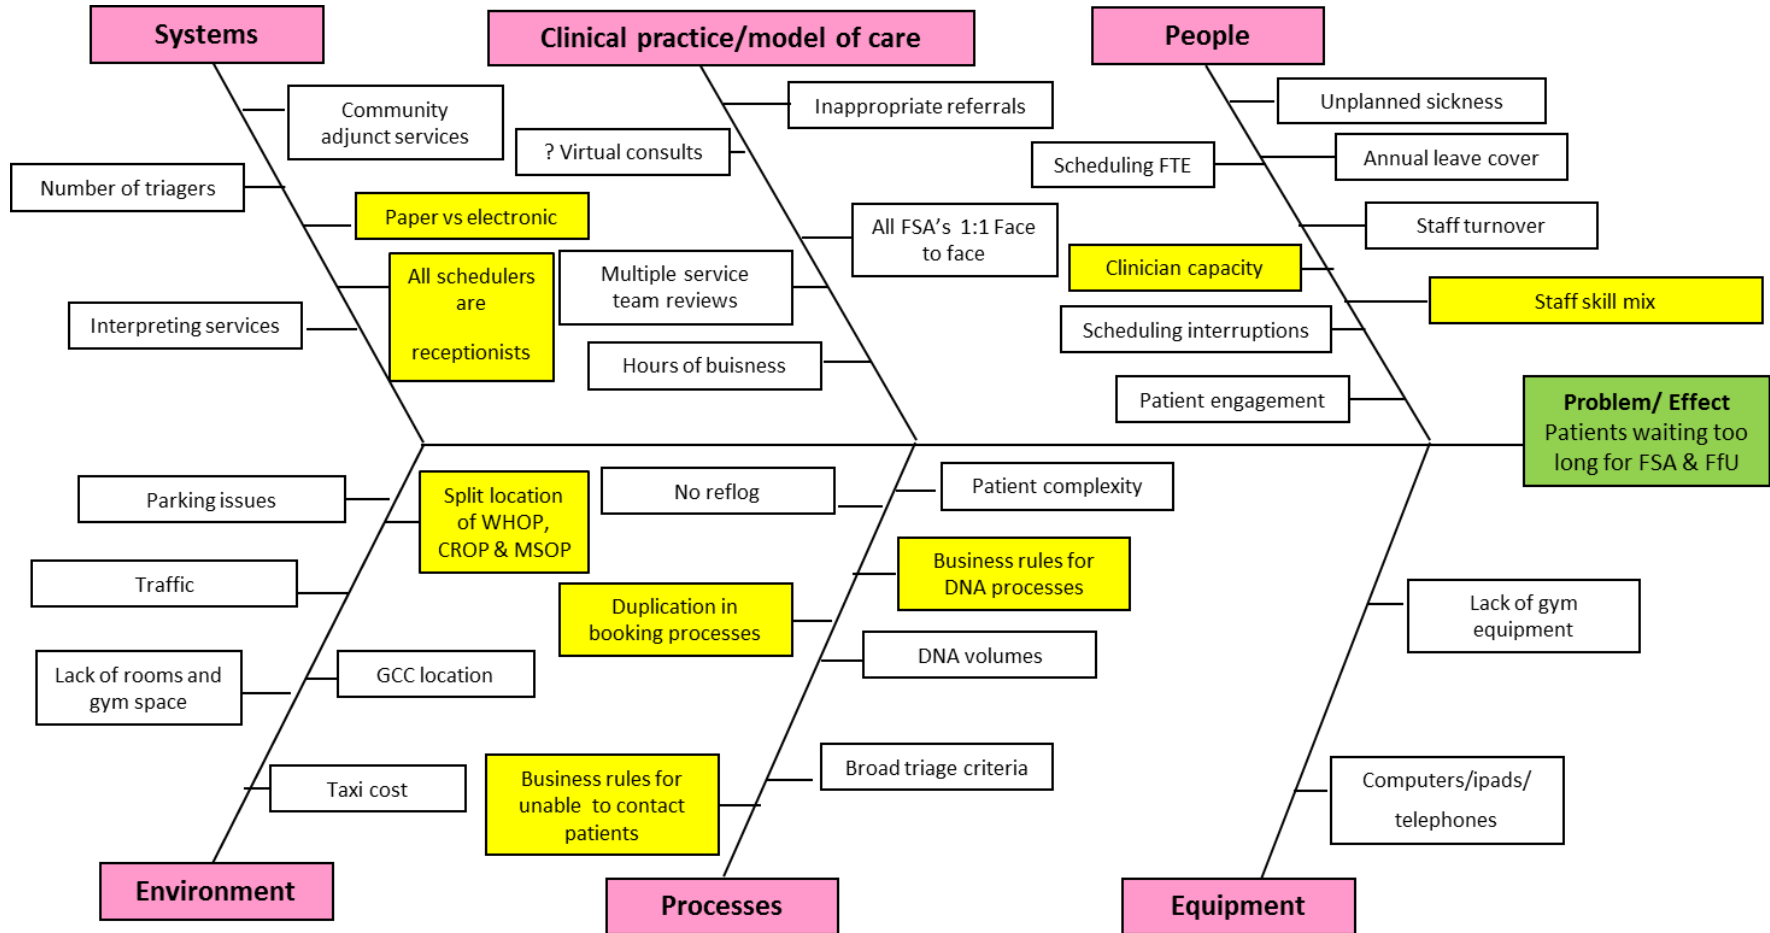 Systems
Clinical practice/model of care
People
Community
adjunct services
Number of triagers
Paper vs electronic
All schedulers
are
receptionists
Interpreting services
Inappropriate referrals
? Virtual consults
All FSA's 1:1 Face
to face
Multiple service
team reviews
Hours of buisness
Unplanned sickness
Scheduling FTE
Annual leave cover
Staff turnover
Clinician capacity
Staff skill mix
Scheduling interruptions
Patient engagement
Problem/ Effect
Patients waiting too
long for FSA & FfU
Parking issues
Split location
of WHOP,
CROP & MSOP
Traffic
Lack of rooms and
gym space
GCC location
Taxi cost
No reflog
Patient complexity
Business rules for
DNA processes
Duplication in
booking processes
DNA volumes
Broad triage criteria
Business rules for
unable to contact
patients
Lack of gym
equipment
Computers/ipads/
telephones
Environment
Processes
Equipment